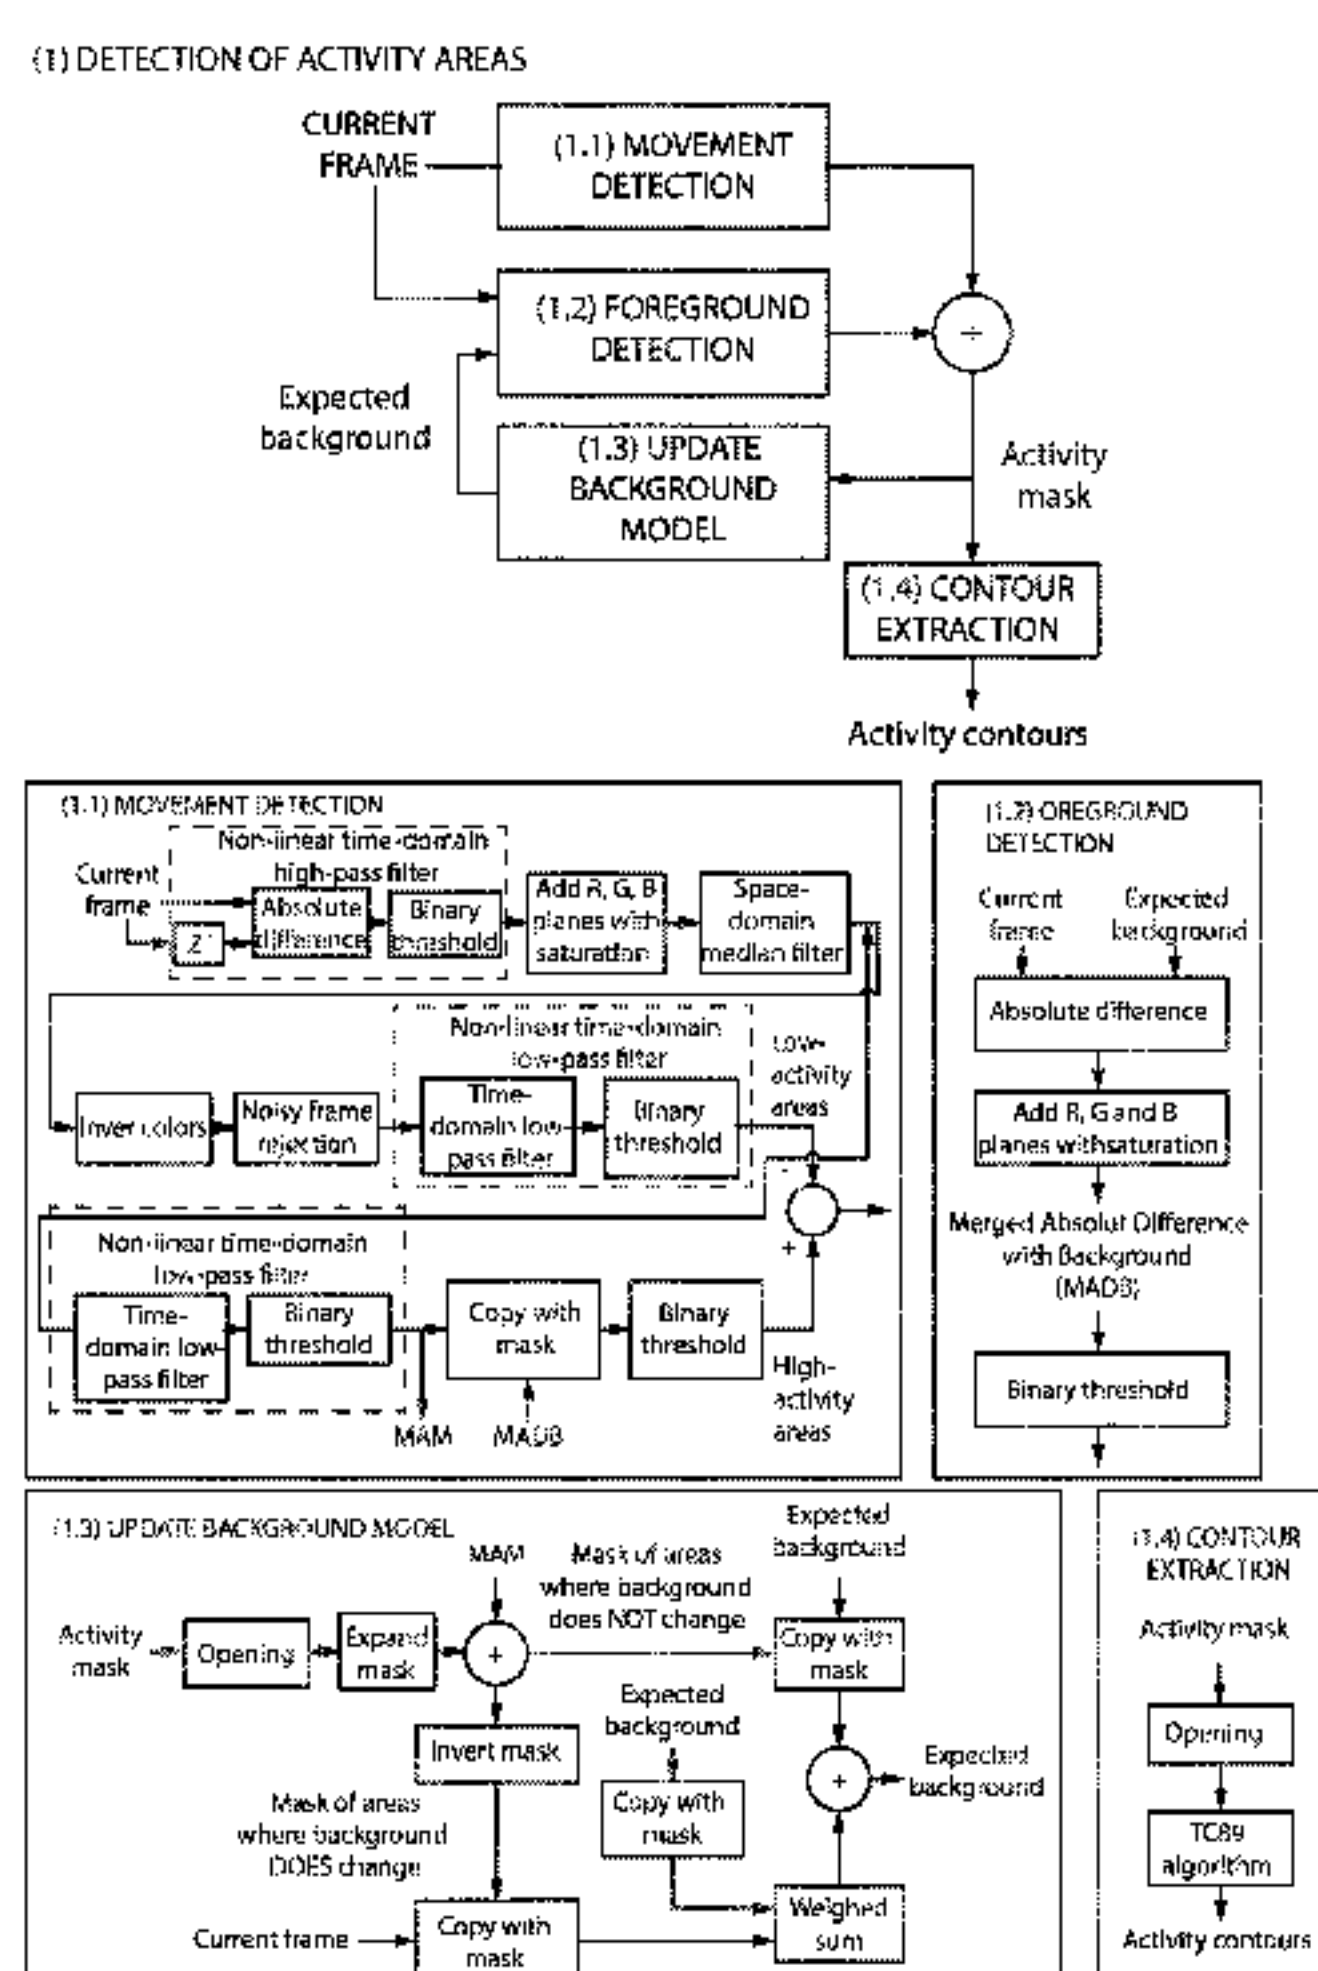 (1) DETECTION OF ACTIVITY AREAS
CURRENT
FRAME
(1.1) MOVEMENT
DETECTION
(1.2) FOREGROUND
DETECTION
+
Expected
background
(1.3) UPDATE
BACKGROUND
MODEL
Activity
mask
(1.4) CONTOUR
EXTRACTION
Activity contours
(1.1) MOVEMENT DETECTION
Non-linear time-domain
high-pass filter
Current
frame
Absolute
difference
Binary
threshold
Add R, G, B
planes with
saturation
Space-
domain
median filter
Non-linear time-domain
low-pass filter
Low-
activity
areas
Inver colors
Noisy frame
rejection
Time-
domain low-
pass filter
Binary
threshold
-
+
Non-linear time-domain
low-pass filter
Time-
domain low-
pass filter
Binary
threshold
Copy with
mask
Binary
threshold
High-
activity
areas
MAM
MADB
(1.2) OREGROUND
DETECTION
Current
frame
Expected
background
Absolute difference
Add R, G and B
planes withsaturation
Merged Absolut Difference
with Background
(MADB)
Binary threshold
(1.3) UPDATE BACKGROUND MODEL
MAM
Mask of areas
where background
does NOT change
Expected
background
Activity
mask
Opening
Expand
mask
+
Copy with
mask
Expected
background
Invert mask
Copy with
mask
+
Expected
background
Mask of areas
where background
DOES change
Current frame
Copy with
mask
Weighed
sum
(1.4) CONTOUR
EXTRACTION
Activity mask
Opening
TC89
algorithm
Activity contours